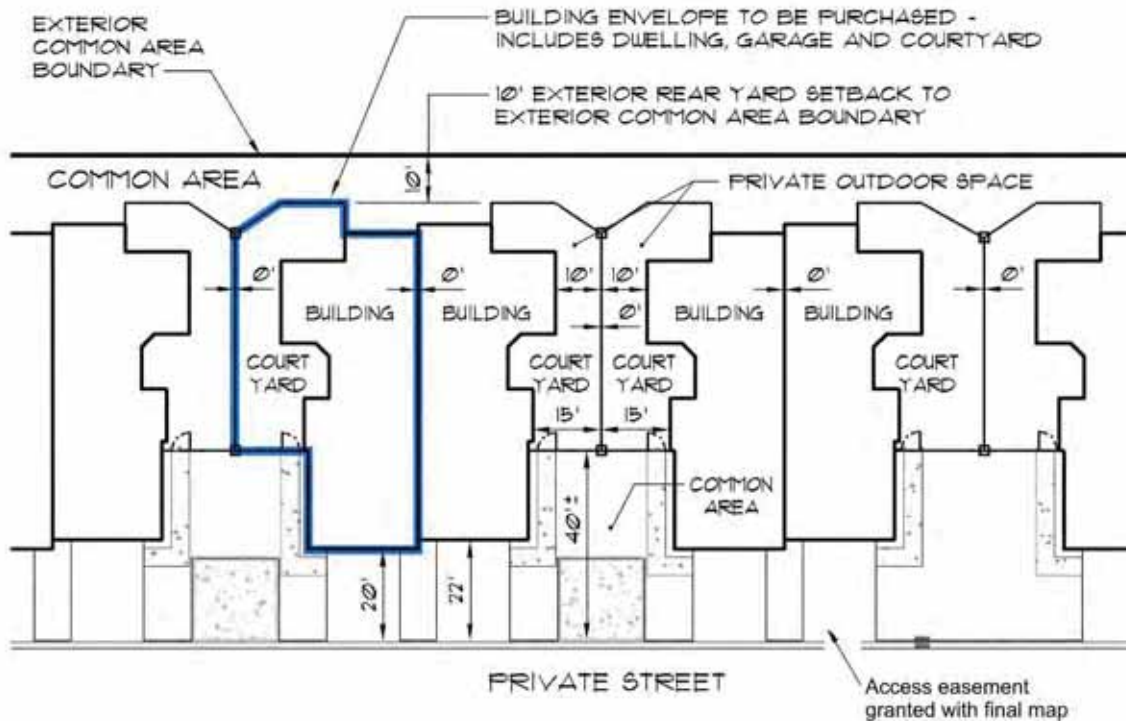 EXTERIOR
COMMON AREA
BOUNDARY
BUILDING ENVELOPE TO BE PURCHASED -
INCLUDES DWELLING, GARAGE AND COURTYARD
10' EXTERIOR REAR YARD SETBACK TO
EXTERIOR COMMON AREA BOUNDARY
COMMON AREA
10'
PRIVATE OUTDOOR SPACE
0'
0'
10'
10'
0'
0'
0'
BUILDING
BUILDING
BUILDING
BUILDING
COURT
YARD
COURT
YARD
COURT
YARD
COURT
YARD
15'
15'
COMMON
AREA
40'±
20'
22'
PRIVATE STREET
Access easement
granted with final map